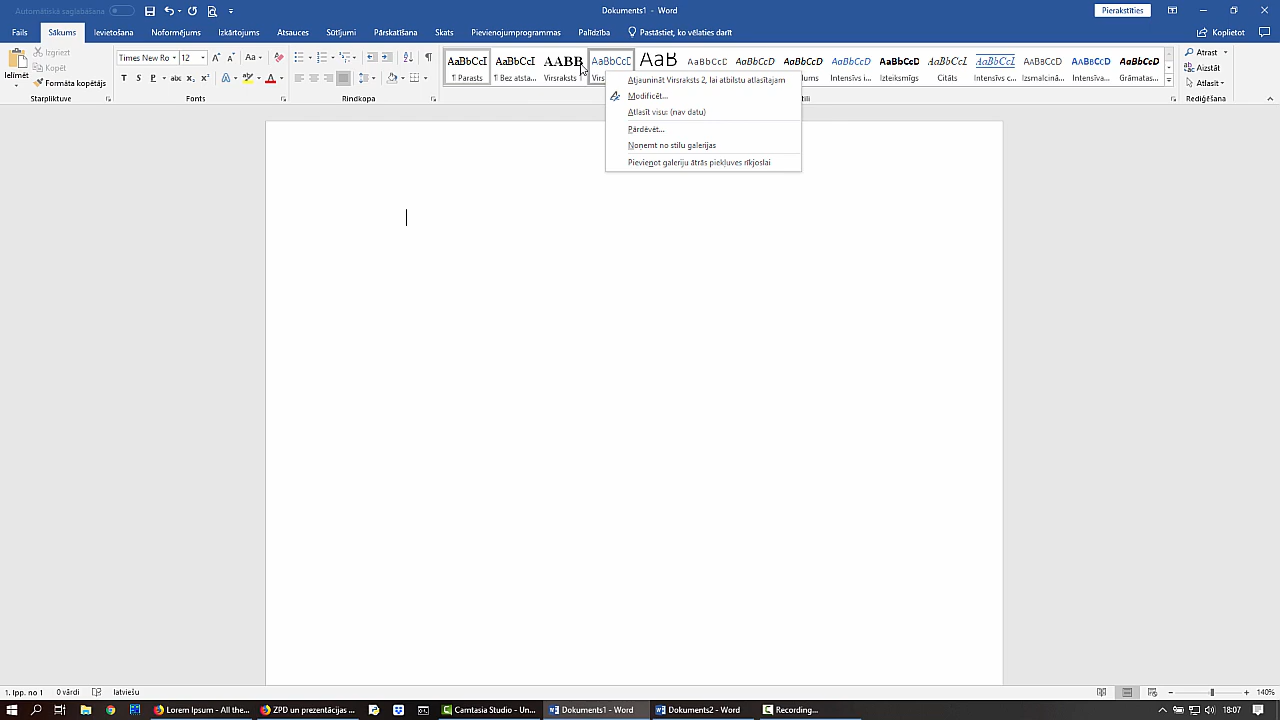 Automātiskā saglabāšana
Dokuments1 - Word
Pierakstīties
Fails Sākums Ievietošana Noformējums Izkārtojums Atsauces Sūtījumi Pārskatīšana Skats Pievienojumprogrammas Palīdzība Pastāstiet, ko vēlaties darīt Koplietot
Ielīmēt
Izgriezt
Kopēt
Formāta kopētājs
Starpliktuve
Times New Ro 12
Fonts
Rindkopa
AaBbCcI AaBbCcI AABB AaBbCcD AaB AaBbCcD AaBbCcD AaBbCcD AaBbCcD AaBbCcD AaBbCcI AaBbCcI AaBbCcD AaBbCcD AaBbCcD
¶ Parasts ¶ Bez atsta... Virsraksts 1 Intensīvs i... Izteiksmīgs Citāts Intensīvs c... Izsmalcinā... Intensīva... Grāmatas...
Atrast
Aizstāt
Atlasīt
Rediģēšana
Atjaunināt Virsraksts 2, lai atbilstu atlasītajam
Modificēt...
Atlasīt visu: (nav datu)
Pārdēvēt...
Noņemt no stilu galerijas
Pievienot galeriju ātrās piekļuves rīkjoslai
1. lpp. no 1 0 vārdi latviešu 140%
Lorem Ipsum - All the... ZPD un prezentācijas ... Camtasia Studio - Un... Dokuments1 - Word Dokuments2 - Word Recording... 18:07